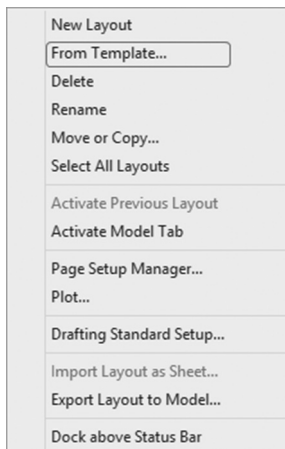 New Layout
From Template...
Delete
Rename
Move or Copy...
Select All Layouts
Activate Previous Layout
Activate Model Tab
Page Setup Manager...
Plot...
Drafting Standard Setup...
Import Layout as Sheet...
Export Layout to Model...
Dock above Status Bar